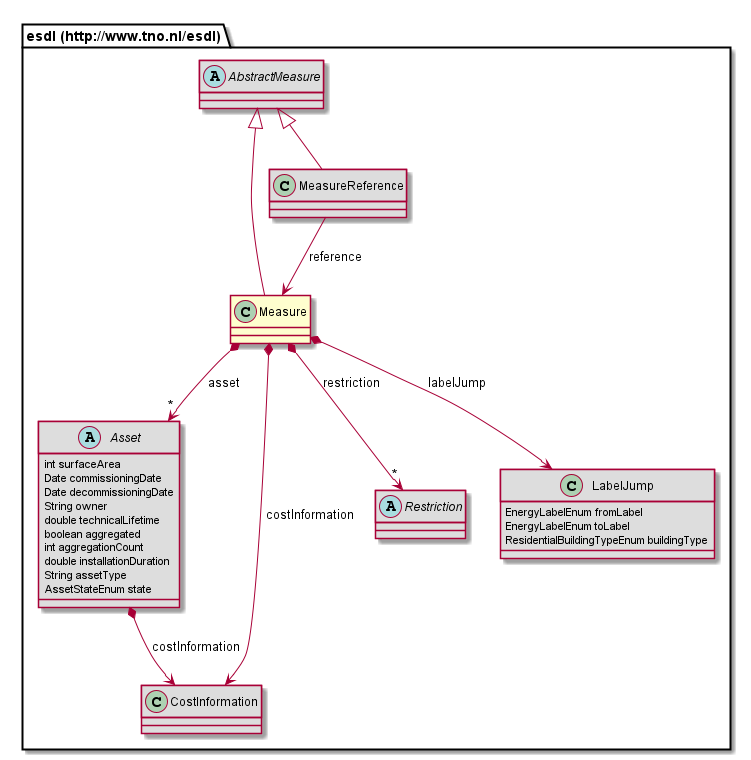 esdl (http://www.tno.nl/esdl)
A AbstractMeasure
C MeasureReference
reference
C Measure
asset
restriction
labelJump
*
A Asset
int surfaceArea
Date commissioningDate
Date decommissioningDate
String owner
double technicalLifetime
boolean aggregated
int aggregationCount
double installationDuration
String assetType
AssetStateEnum state
costInformation
*
A Restriction
C LabelJump
EnergyLabelEnum fromLabel
EnergyLabelEnum toLabel
ResidentialBuildingTypeEnum buildingType
costInformation
C CostInformation